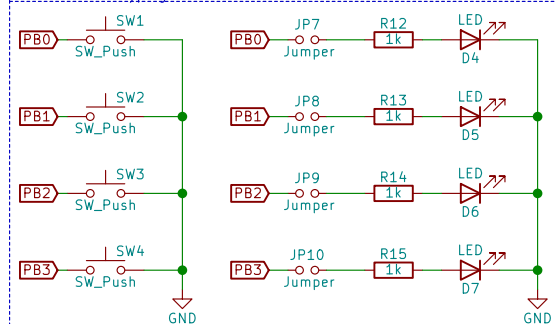 SW1
PB0
SW_Push
JP7
R12
LED
PB0
1k
Jumper
D4
SW2
PB1
SW_Push
JP8
R13
LED
PB1
1k
Jumper
D5
SW3
PB2
SW_Push
JP9
R14
LED
PB2
1k
Jumper
D6
SW4
PB3
SW_Push
JP10
R15
LED
PB3
1k
Jumper
D7
GND
GND